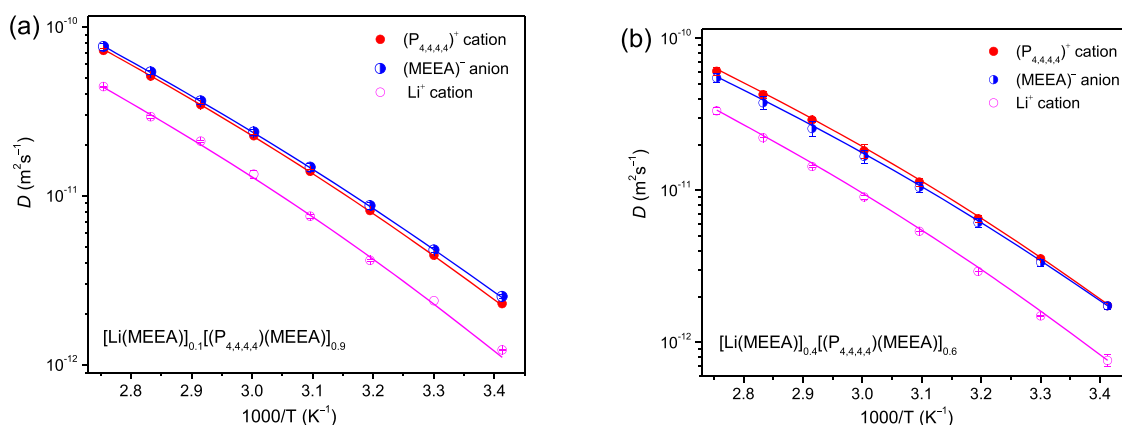 (a)
(P4,4,4,4)+ cation
(MEEA)− anion
Li+ cation
10-10
10-11
10-12
D (m2s−1)
[Li(MEEA)]0.1[(P4,4,4,4)(MEEA)]0.9
2.8 2.9 3.0 3.1 3.2 3.3 3.4
1000/T (K−1)
(b)
(P4,4,4,4)+ cation
(MEEA)− anion
Li+ cation
10-10
10-11
10-12
D (m2s−1)
[Li(MEEA)]0.4[(P4,4,4,4)(MEEA)]0.6
2.8 2.9 3.0 3.1 3.2 3.3 3.4
1000/T (K−1)